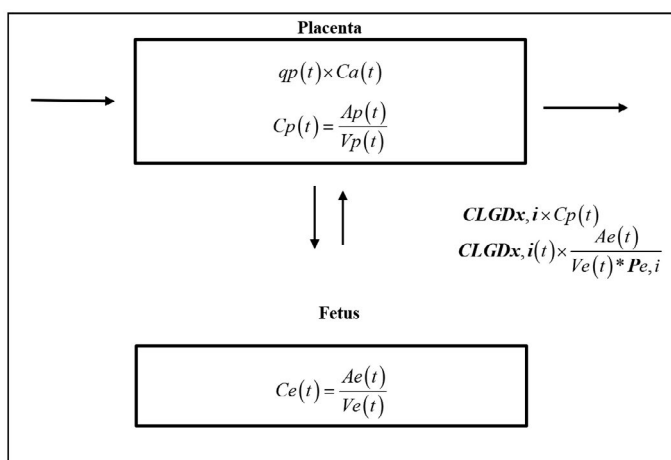 Placenta
qp(t)×Ca(t)
Cp(t)=Ap(t)/Vp(t)
CLGDx,i×Cp(t)
CLGDx,i(t)×Ae(t)/Ve(t)*Pe,i
Fetus
Ce(t)=Ae(t)/Ve(t)